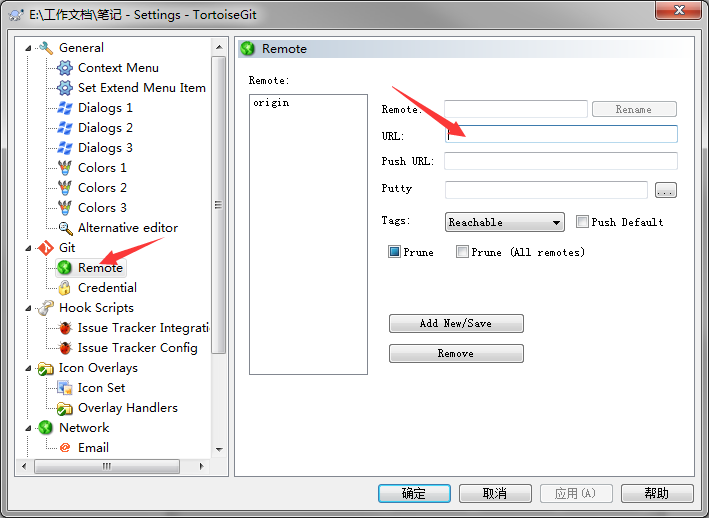 E:\工作文档\笔记 - Settings - TortoiseGit
General
Context Menu
Set Extend Menu Item
Dialogs 1
Dialogs 2
Dialogs 3
Colors 1
Colors 2
Colors 3
Alternative editor
Git
Remote
Credential
Hook Scripts
Issue Tracker Integrati
Issue Tracker Config
Icon Overlays
Icon Set
Overlay Handlers
Network
Email
Remote
Remote:
origin
Remote: Rename
URL:
Push URL:
Putty ...
Tags: Reachable Push Default
Prune Prune (All remotes)
Add New/Save
Remove
确定 取消 应用(A) 帮助